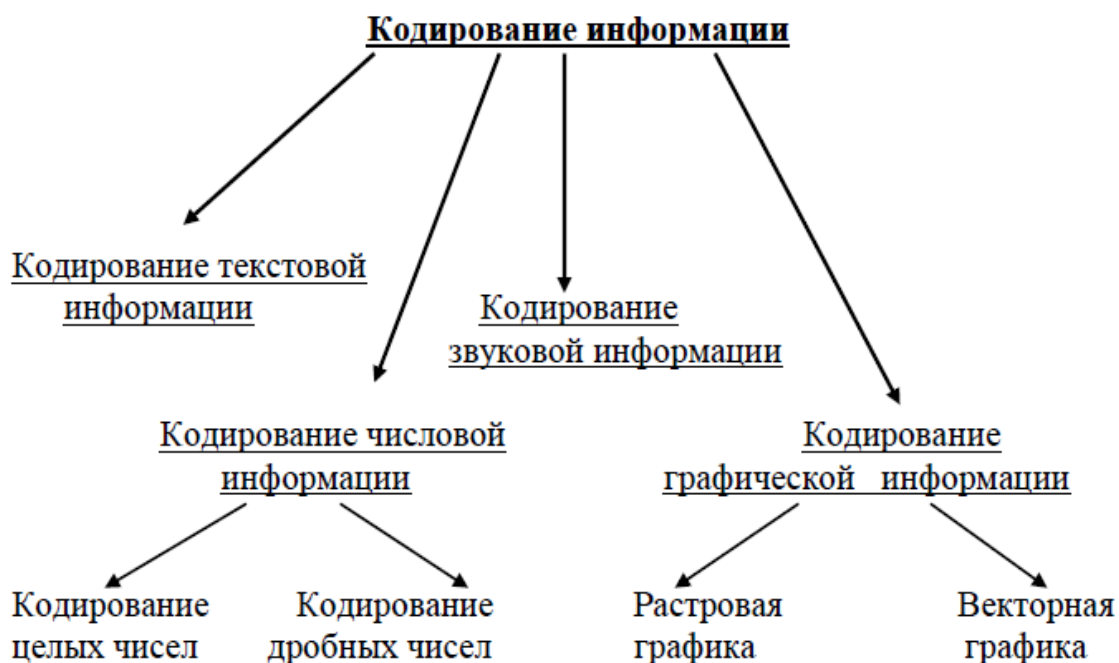 Кодирование информации
Кодирование текстовой
информации
Кодирование
звуковой информации
Кодирование числовой
информации
Кодирование
графической информации
Кодирование
целых чисел
Кодирование
дробных чисел
Растровая
графика
Векторная
графика